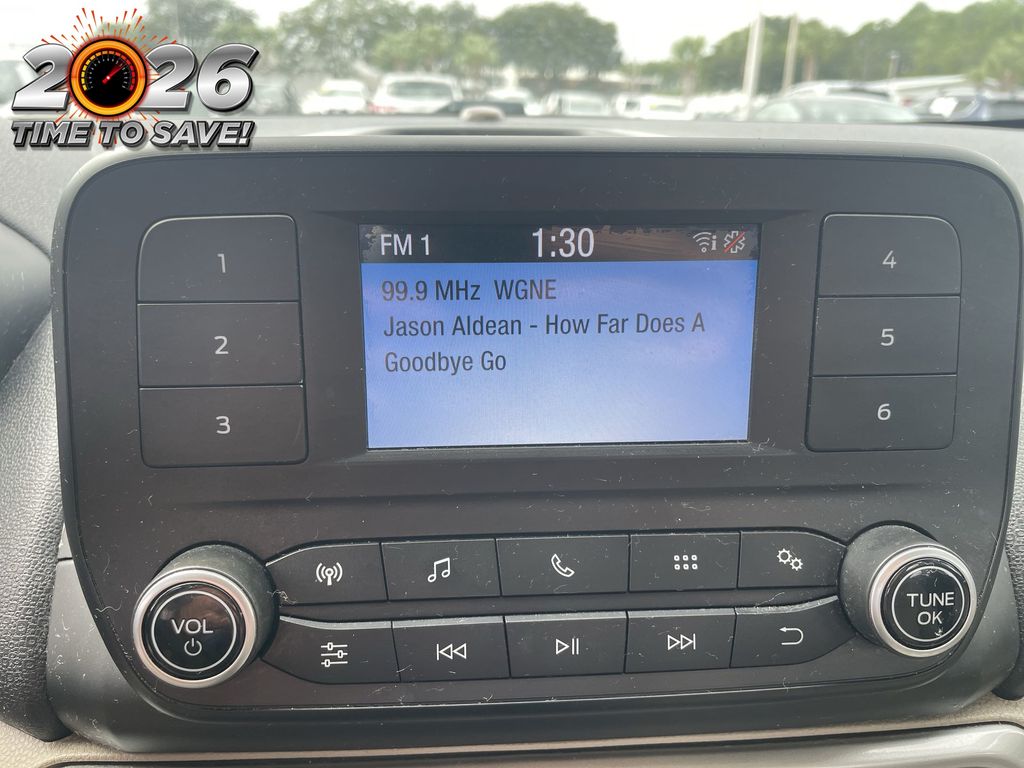 2026
TIME TO SAVE!
FM 1 1:30
99.9 MHz WGNE
Jason Aldean - How Far Does A
Goodbye Go
1
2
3
4
5
6
VOL
TUNE
OK